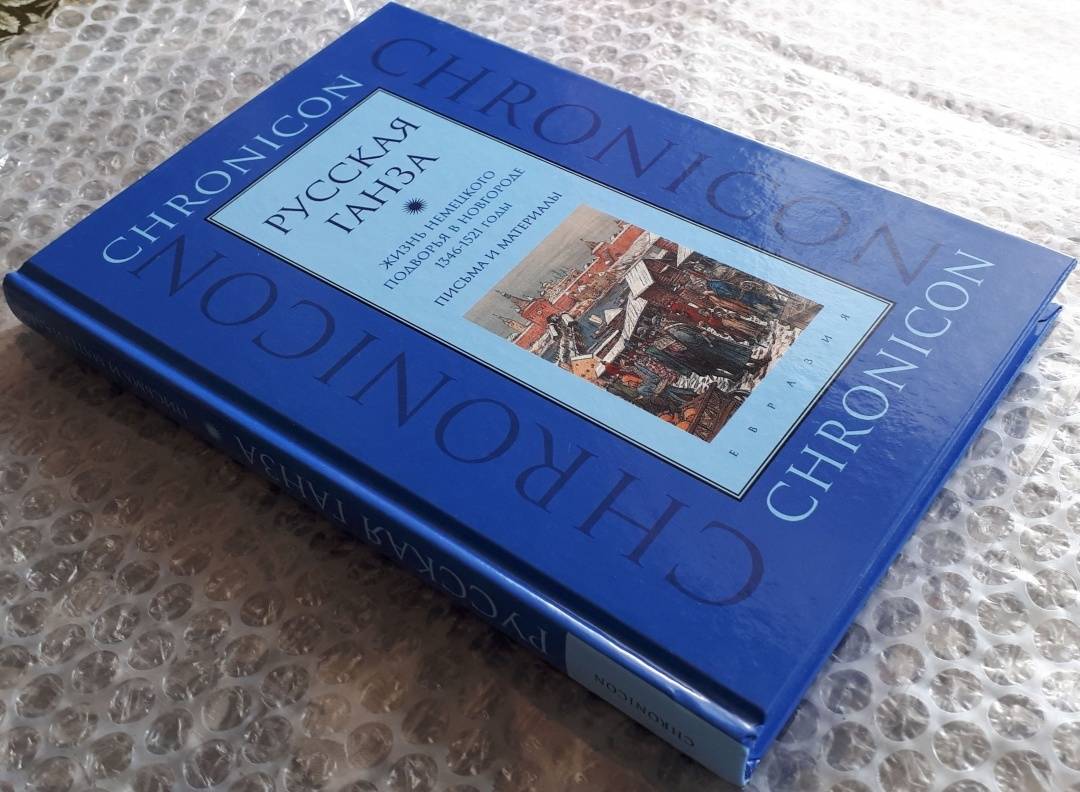 CHRONICON
CHRONICON
РУССКАЯ
ГАНЗА
ЖИЗНЬ НЕМЕЦКОГО
ПОДВОРЬЯ В НОВГОРОДЕ
1346-1521 ГОДЫ
ПИСЬМА И МАТЕРИАЛЫ
ЕВРАЗИЯ
CHRONICON
CHRONICON
CHRONICON
РУССКАЯ ГАНЗА
ПИСЬМА И